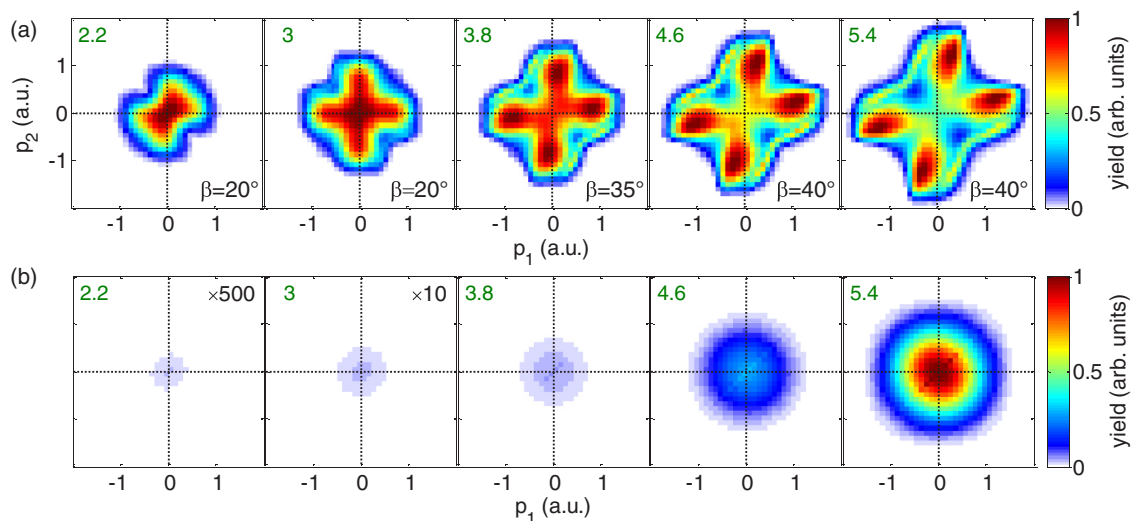 (a)
2.2 3 3.8 4.6 5.4
p2 (a.u.)
1
0
-1
β=20° β=20° β=35° β=40° β=40°
-1 0 1 -1 0 1 -1 0 1 -1 0 1 -1 0 1
p1 (a.u.)
1
0.5
0
yield (arb. units)
(b)
2.2 ×500 3 ×10 3.8 4.6 5.4
-1 0 1 -1 0 1 -1 0 1 -1 0 1 -1 0 1
p1 (a.u.)
1
0.5
0
yield (arb. units)